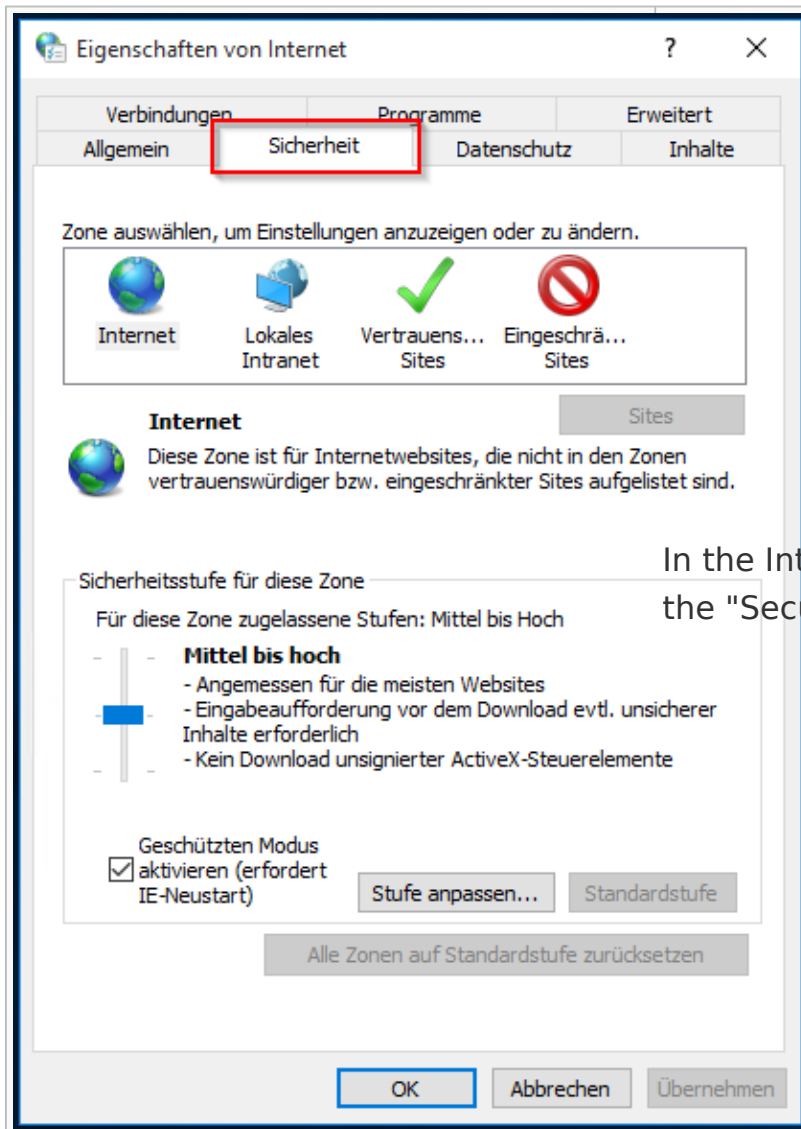 Eigenschaften von Internet
Verbindungen Programme Erweitert
Allgemein Sicherheit Datenschutz Inhalte
Zone auswählen, um Einstellungen anzuzeigen oder zu ändern.
Internet Lokales Intranet Vertrauens... Sites Eingeschrä... Sites
Internet
Sites
Diese Zone ist für Internetwebsites, die nicht in den Zonen
vertrauenswürdiger bzw. eingeschränkter Sites aufgelistet sind.
In the
the
Sicherheitsstufe für diese Zone
Für diese Zone zugelassene Stufen: Mittel bis Hoch
Mittel bis hoch
- Angemessen für die meisten Websites
- Eingabeaufforderung vor dem Download evtl. unsicherer
Inhalte erforderlich
- Kein Download unsignierter ActiveX-Steuerelemente
Geschützten Modus
aktivieren (erfordert
IE-Neustart)
Stufe anpassen... Standardstufe
Alle Zonen auf Standardstufe zurücksetzen
OK Abbrechen Übernehmen